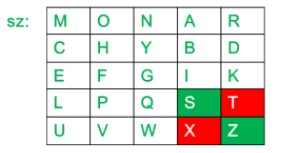 sz: M O N A R
C H Y B D
E F G I K
L P Q S T
U V W X Z